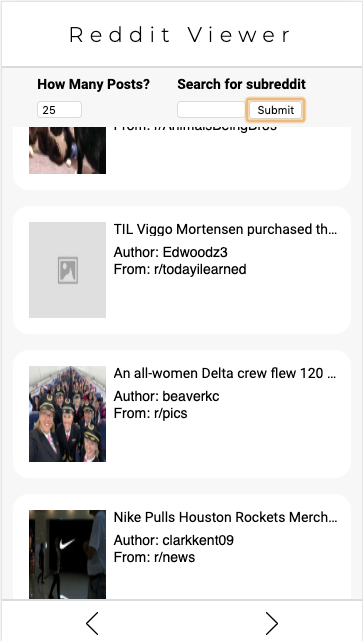 Reddit Viewer
How Many Posts? Search for subreddit
25 Submit
From: r/AnimalsBeingBros
TIL Viggo Mortensen purchased th...
Author: Edwoodz3
From: r/todayilearned
An all-women Delta crew flew 120 ...
Author: beaverkc
From: r/pics
Nike Pulls Houston Rockets Merch...
Author: clarkkent09
From: r/news